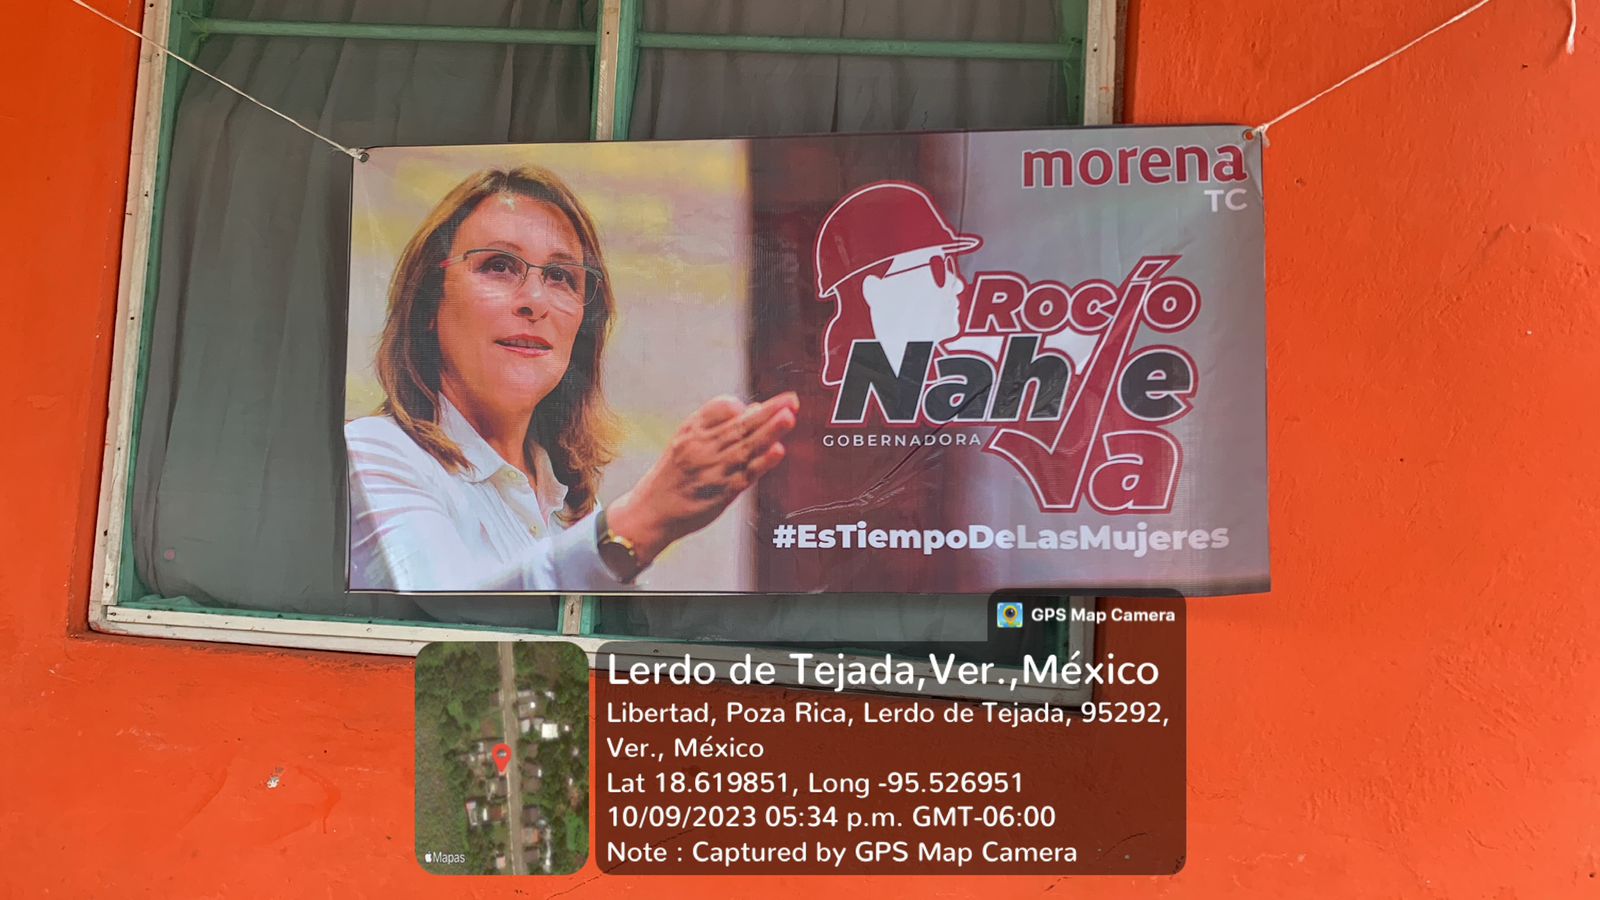 morena
TC
Rocío
Nahle
GOBERNADORA
Va
#EsTiempoDeLasMujeres
GPS Map Camera
Lerdo de Tejada,Ver.,México
Libertad, Poza Rica, Lerdo de Tejada, 95292,
Ver., México
Lat 18.619851, Long -95.526951
10/09/2023 05:34 p.m. GMT-06:00
Note : Captured by GPS Map Camera
Mapas